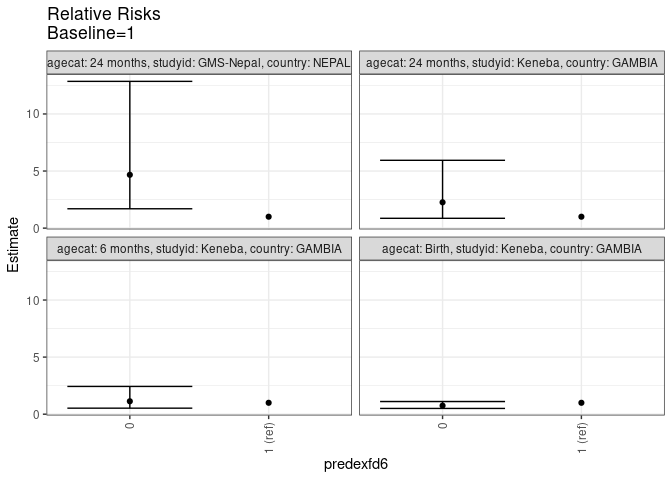 Relative Risks
Baseline=1
agecat: 24 months, studyid: GMS-Nepal, country: NEPAL
agecat: 24 months, studyid: Keneba, country: GAMBIA
10
5
0
agecat: 6 months, studyid: Keneba, country: GAMBIA
agecat: Birth, studyid: Keneba, country: GAMBIA
10
5
0
Estimate
0
1 (ref)
0
1 (ref)
predexfd6